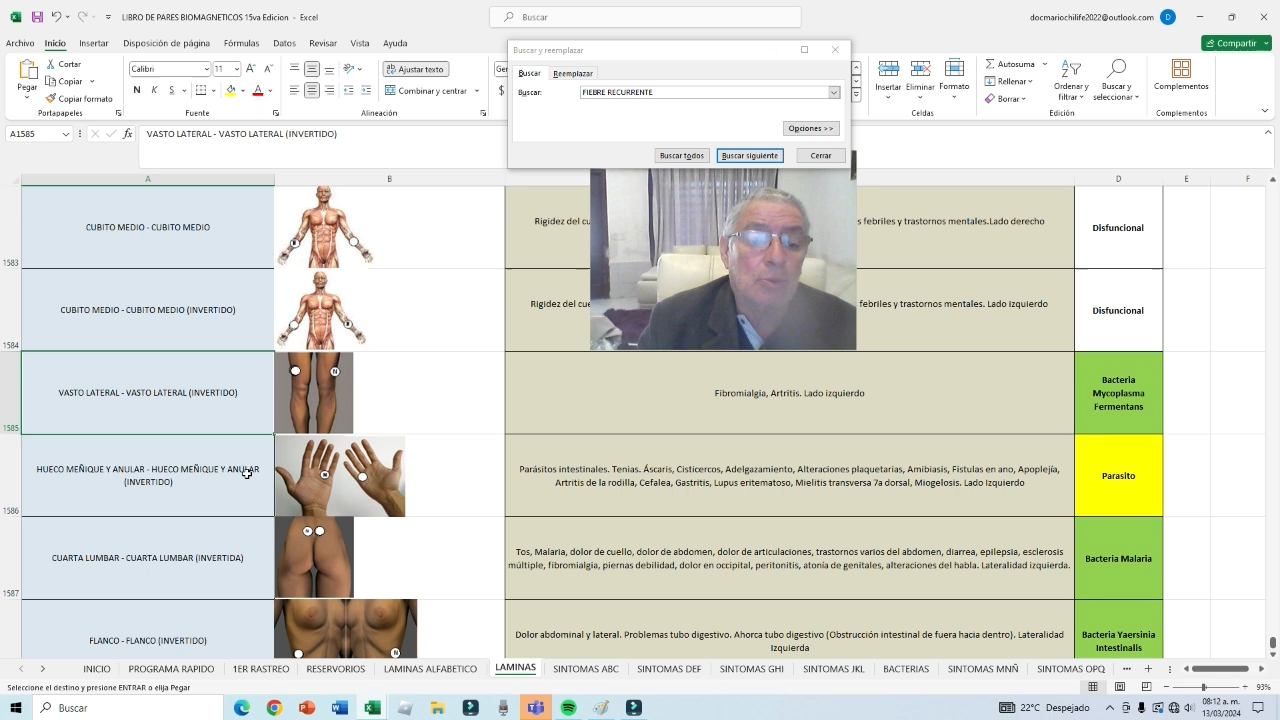 LIBRO DE PARES BIOMAGNETICOS 15va Edicion - Excel
Buscar
docmariochilife2022@outlook.com
D
Archivo Inicio Insertar Disposición de página Fórmulas Datos Revisar Vista Ayuda
Compartir
Pegar
Cortar
Copiar
Copiar formato
Portapapeles
Calibri 11
N K S
Fuente
Ajustar texto
Combinar y centrar
Alineación
Insertar Eliminar Formato
Celdas
Autosuma
Rellenar
Borrar
Ordenar y filtrar
Buscar y seleccionar
Edición
Complementos
Complementos
Buscar y reemplazar
Buscar Reemplazar
Buscar: FIEBRE RECURRENTE
Opciones >>
Buscar todos Buscar siguiente Cerrar
A1585
VASTO LATERAL - VASTO LATERAL (INVERTIDO)
A B D E F
1583
CUBITO MEDIO - CUBITO MEDIO
Rigidez del cu
s febriles y trastornos mentales.Lado derecho
Disfuncional
1584
CUBITO MEDIO - CUBITO MEDIO (INVERTIDO)
Rigidez del cu
febriles y trastornos mentales. Lado Izquierdo
Disfuncional
1585
VASTO LATERAL - VASTO LATERAL (INVERTIDO)
N
Fibromialgia, Artritis. Lado izquierdo
Bacteria
Mycoplasma
Fermentans
1586
HUECO MEÑIQUE Y ANULAR - HUECO MEÑIQUE Y ANULAR
(INVERTIDO)
N
Parásitos intestinales. Tenias. Áscaris, Cisticercos, Adelgazamiento, Alteraciones plaquetarias, Amibiasis, Fistulas en ano, Apoplejía,
Artritis de la rodilla, Cefalea, Gastritis, Lupus eritematoso, Mielitis transversa 7a dorsal, Miogelosis. Lado Izquierdo
Parasito
1587
CUARTA LUMBAR - CUARTA LUMBAR (INVERTIDA)
N
Tos, Malaria, dolor de cuello, dolor de abdomen, dolor de articulaciones, trastornos varios del abdomen, diarrea, epilepsia, esclerosis
múltiple, fibromialgia, piernas debilidad, dolor en occipital, peritonitis, atonía de genitales, alteraciones del habla. Lateralidad izquierda.
Bacteria Malaria
FLANCO - FLANCO (INVERTIDO)
N
Dolor abdominal y lateral. Problemas tubo digestivo. Ahorca tubo digestivo (Obstrucción intestinal de fuera hacia dentro). Lateralidad
Izquierda
Bacteria Yaersinia
Intestinalis
INICIO PROGRAMA RAPIDO 1ER RASTREO RESERVORIOS LAMINAS ALFABETICO LAMINAS SINTOMAS ABC SINTOMAS DEF SINTOMAS GHI SINTOMAS JKL BACTERIAS SINTOMAS MNÑ SINTOMAS OPQ
Seleccione el destino y presione ENTRAR o elija Pegar
93%
Buscar
22°C Despejado
08:12 a. m.
13/03/2024